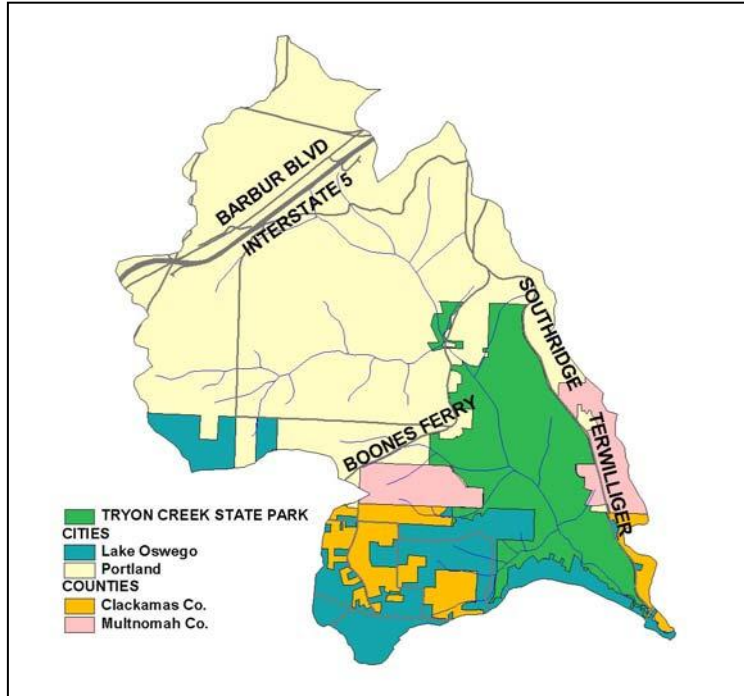 BARBUR BLVD
INTERSTATE 5
SOUTHRIDGE
BOONES FERRY
TERWILLIGER
TRYON CREEK STATE PARK
CITIES
Lake Oswego
Portland
COUNTIES
Clackamas Co.
Multnomah Co.